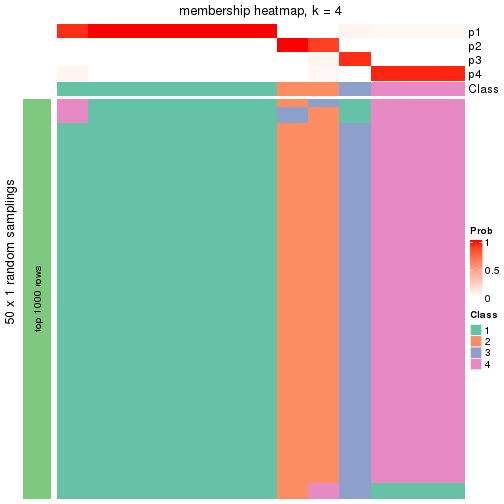 membership heatmap, k = 4
p1
p2
p3
p4
Class
50 x 1 random samplings
top 1000 rows
Prob
1
0.5
0
Class
1
2
3
4